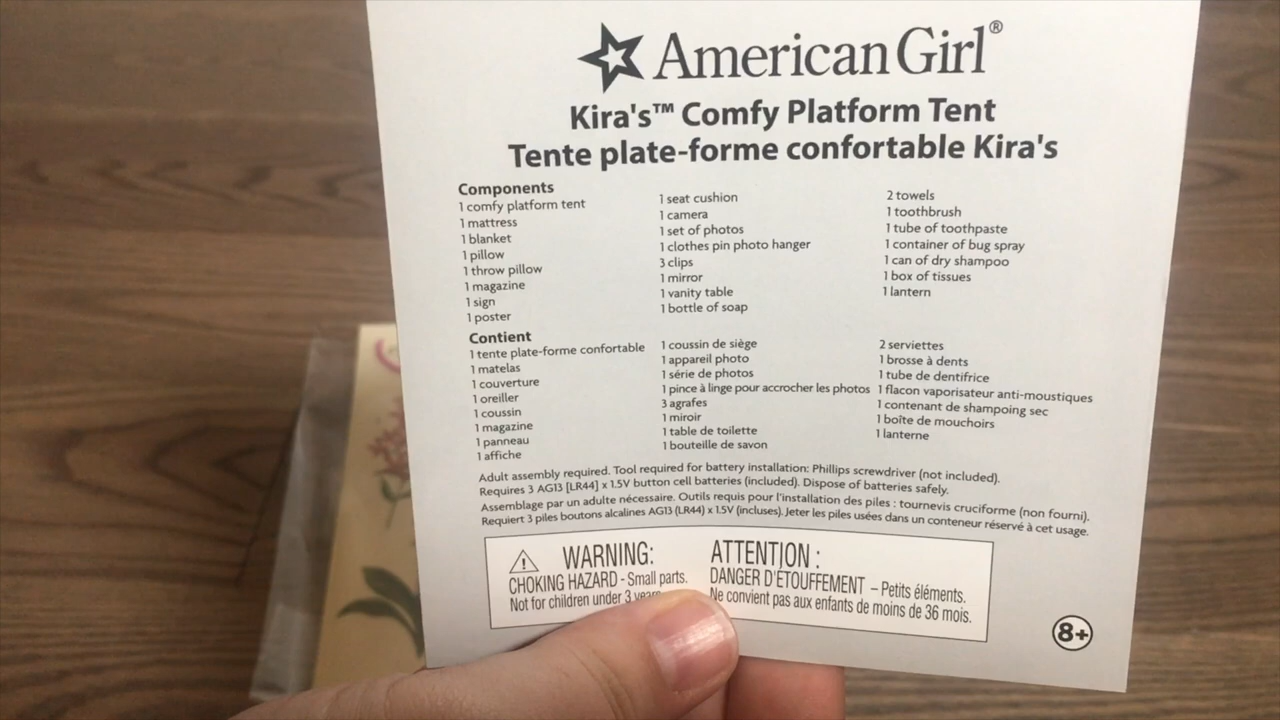 American Girl®
Kira's™ Comfy Platform Tent
Tente plate-forme confortable Kira's
Components
1 comfy platform tent
1 mattress
1 blanket
1 pillow
1 throw pillow
1 magazine
1 sign
1 poster
1 seat cushion
1 camera
1 set of photos
1 clothes pin photo hanger
3 clips
1 mirror
1 vanity table
1 bottle of soap
2 towels
1 toothbrush
1 tube of toothpaste
1 container of bug spray
1 can of dry shampoo
1 box of tissues
1 lantern
Contient
1 tente plate-forme confortable
1 matelas
1 couverture
1 oreiller
1 coussin
1 magazine
1 panneau
1 affiche
1 coussin de siège
1 appareil photo
1 série de photos
1 pince à linge pour accrocher les photos
3 agrafes
1 miroir
1 table de toilette
1 bouteille de savon
2 serviettes
1 brosse à dents
1 tube de dentifrice
1 flacon vaporisateur anti-moustiques
1 contenant de shampoing sec
1 boîte de mouchoirs
1 lanterne
Adult assembly required. Tool required for battery installation: Phillips screwdriver (not included).
Requires 3 AG13 [LR44] x 1.5V button cell batteries (included). Dispose of batteries safely.
Assemblage par un adulte nécessaire. Outils requis pour l'installation des piles : tournevis cruciforme (non fourni).
Requiert 3 piles boutons alcalines AG13 (LR44) x 1.5V (incluses). Jeter les piles usées dans un conteneur réservé à cet usage.
WARNING:
CHOKING HAZARD - Small parts.
Not for children under 3 years
ATTENTION :
DANGER D'ÉTOUFFEMENT – Petits éléments.
Ne convient pas aux enfants de moins de 36 mois.
8+